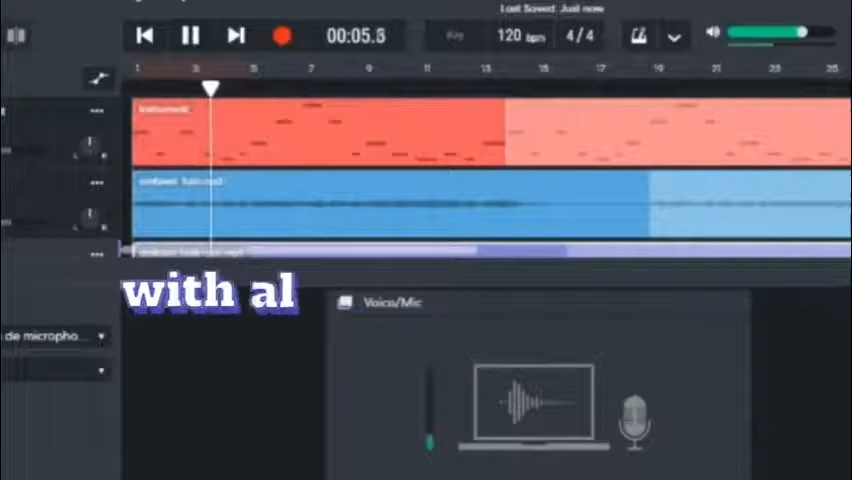 Last Saved: Just now
00:05.8
Key
120 bpm
4/4
1 3 5 7 9 11 13 15 17 19 21 23 25
Instrument
with al
Voice/Mic
de micropho...
L R
L R